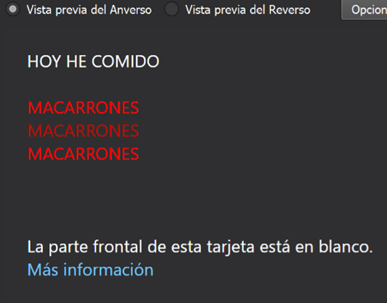 Vista previa del Anverso Vista previa del Reverso Opcion
HOY HE COMIDO
MACARRONES
MACARRONES
MACARRONES
La parte frontal de esta tarjeta está en blanco.
Más información